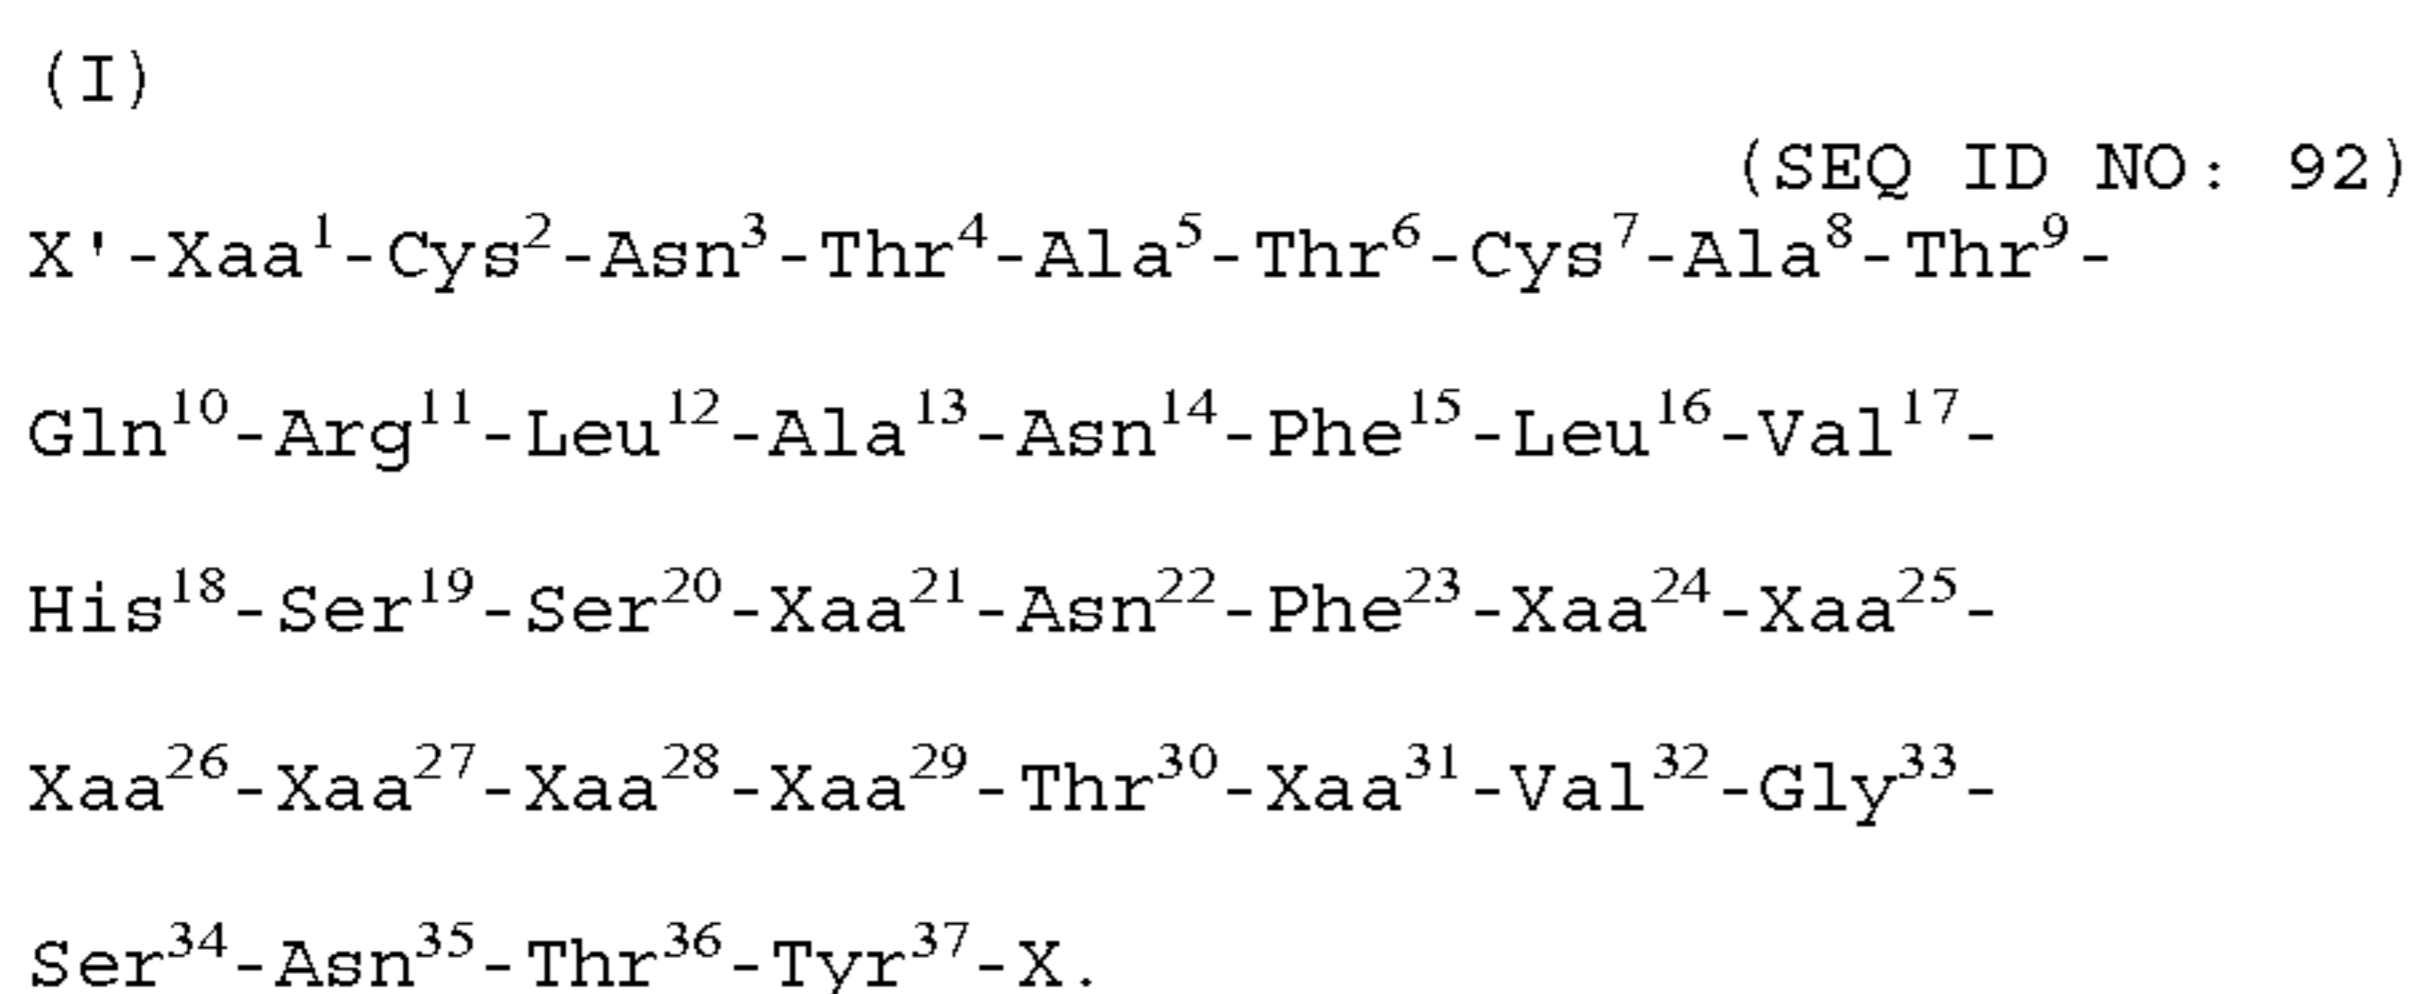 (I)
(SEQ ID NO: 92)
X'-Xaa¹-Cys²-Asn³-Thr⁴-Ala⁵-Thr⁶-Cys⁷-Ala⁸-Thr⁹-
Gln¹⁰-Arg¹¹-Leu¹²-Ala¹³-Asn¹⁴-Phe¹⁵-Leu¹⁶-Val¹⁷-
His¹⁸-Ser¹⁹-Ser²⁰-Xaa²¹-Asn²²-Phe²³-Xaa²⁴-Xaa²⁵-
Xaa²⁶-Xaa²⁷-Xaa²⁸-Xaa²⁹-Thr³⁰-Xaa³¹-Val³²-Gly³³-
Ser³⁴-Asn³⁵-Thr³⁶-Tyr³⁷-X.